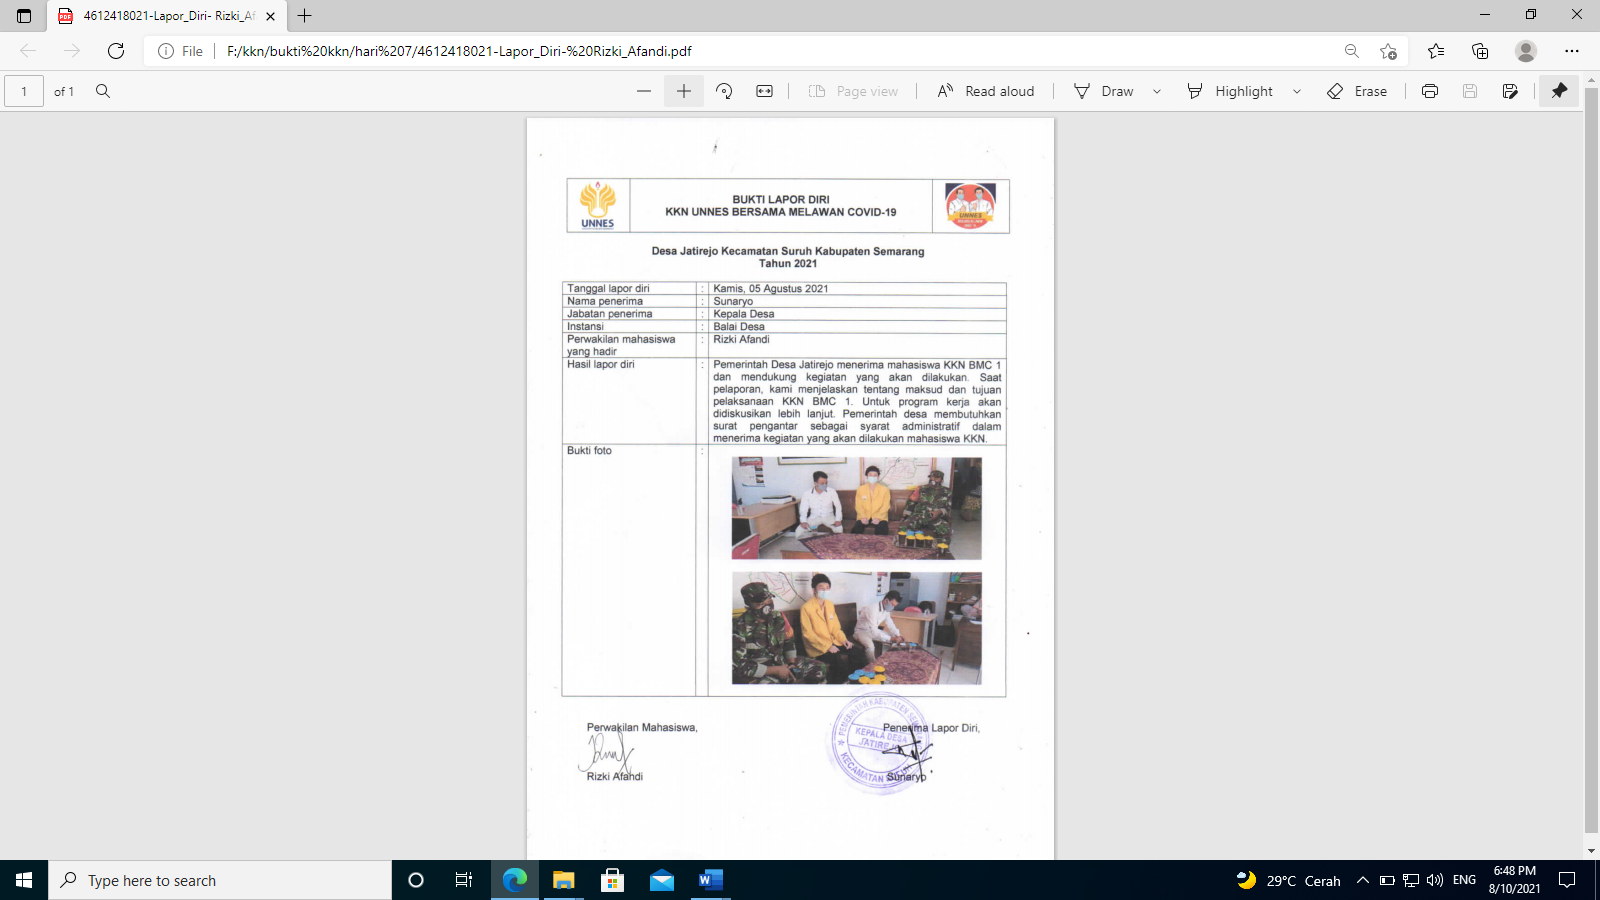 4612418021-Lapor_Diri- Rizki_Af
File
F:/kkn/bukti%20kkn/hari%207/4612418021-Lapor_Diri-%20Rizki_Afandi.pdf
1 of 1
Page view
Read aloud
Draw
Highlight
Erase
UNNES
BUKTI LAPOR DIRI
KKN UNNES BERSAMA MELAWAN COVID-19
UNNES
Desa Jatirejo Kecamatan Suruh Kabupaten Semarang
Tahun 2021
Tanggal lapor diri : Kamis, 05 Agustus 2021
Nama penerima : Sunaryo
Jabatan penerima : Kepala Desa
Instansi : Balai Desa
Perwakilan mahasiswa : Rizki Afandi
yang hadir
Hasil lapor diri : Pemerintah Desa Jatirejo menerima mahasiswa KKN BMC 1
dan mendukung kegiatan yang akan dilakukan. Saat
pelaporan, kami menjelaskan tentang maksud dan tujuan
pelaksanaan KKN BMC 1. Untuk program kerja akan
didiskusikan lebih lanjut. Pemerintah desa membutuhkan
surat pengantar sebagai syarat administratif dalam
menerima kegiatan yang akan dilakukan mahasiswa KKN.
Bukti foto :
Perwakilan Mahasiswa,
Penerima Lapor Diri,
PEMERINTAH KABUPATEN
KEPALA DESA
KECAMATAN
Rizki Afandi
Sunaryo
Type here to search
29°C Cerah
ENG
6:48 PM
8/10/2021